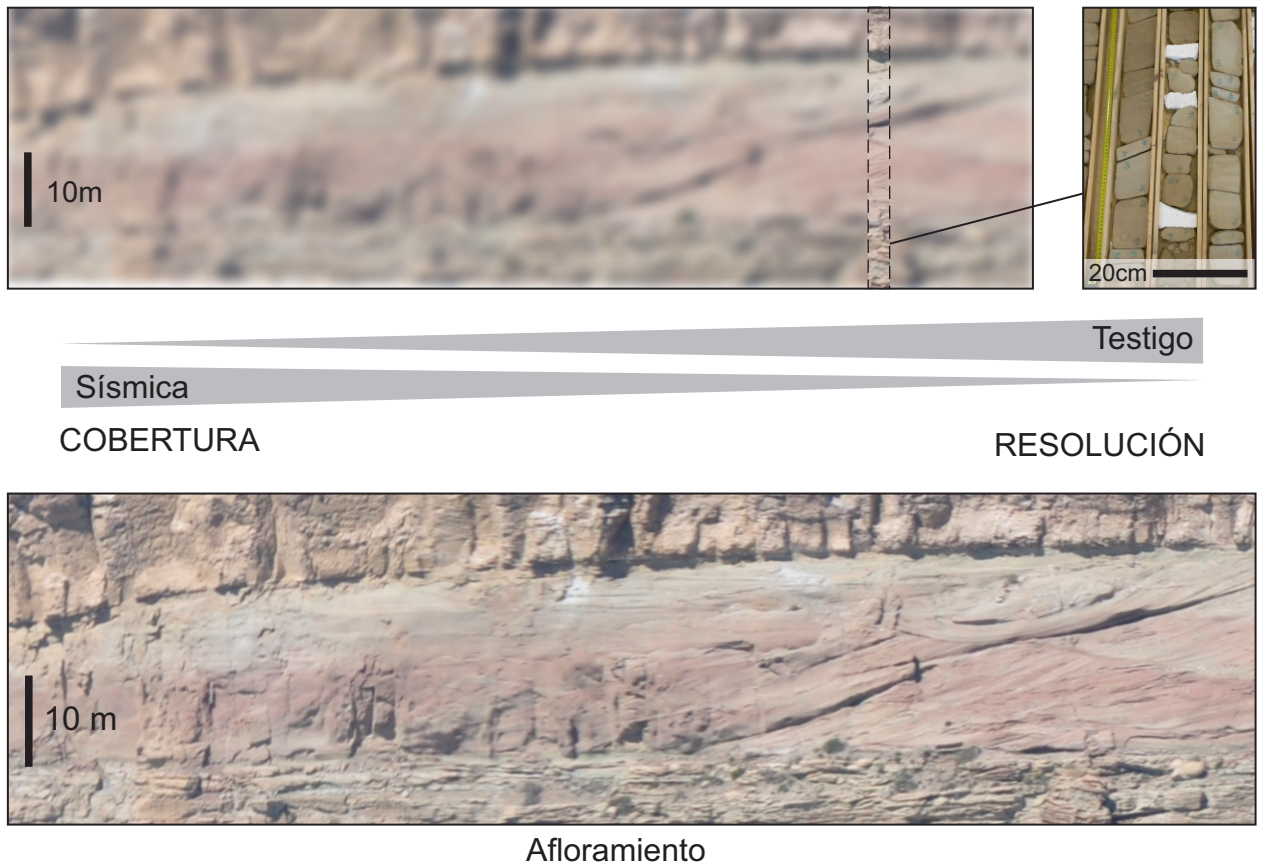 10m
20cm
Testigo
Sísmica
COBERTURA
RESOLUCIÓN
10 m
Afloramiento